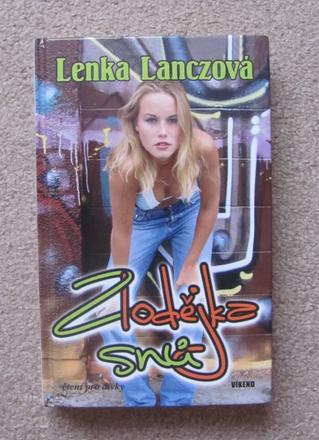 Lenka Lanczová
Zlodějka
snů
čtení pro dívky
VÍKEND